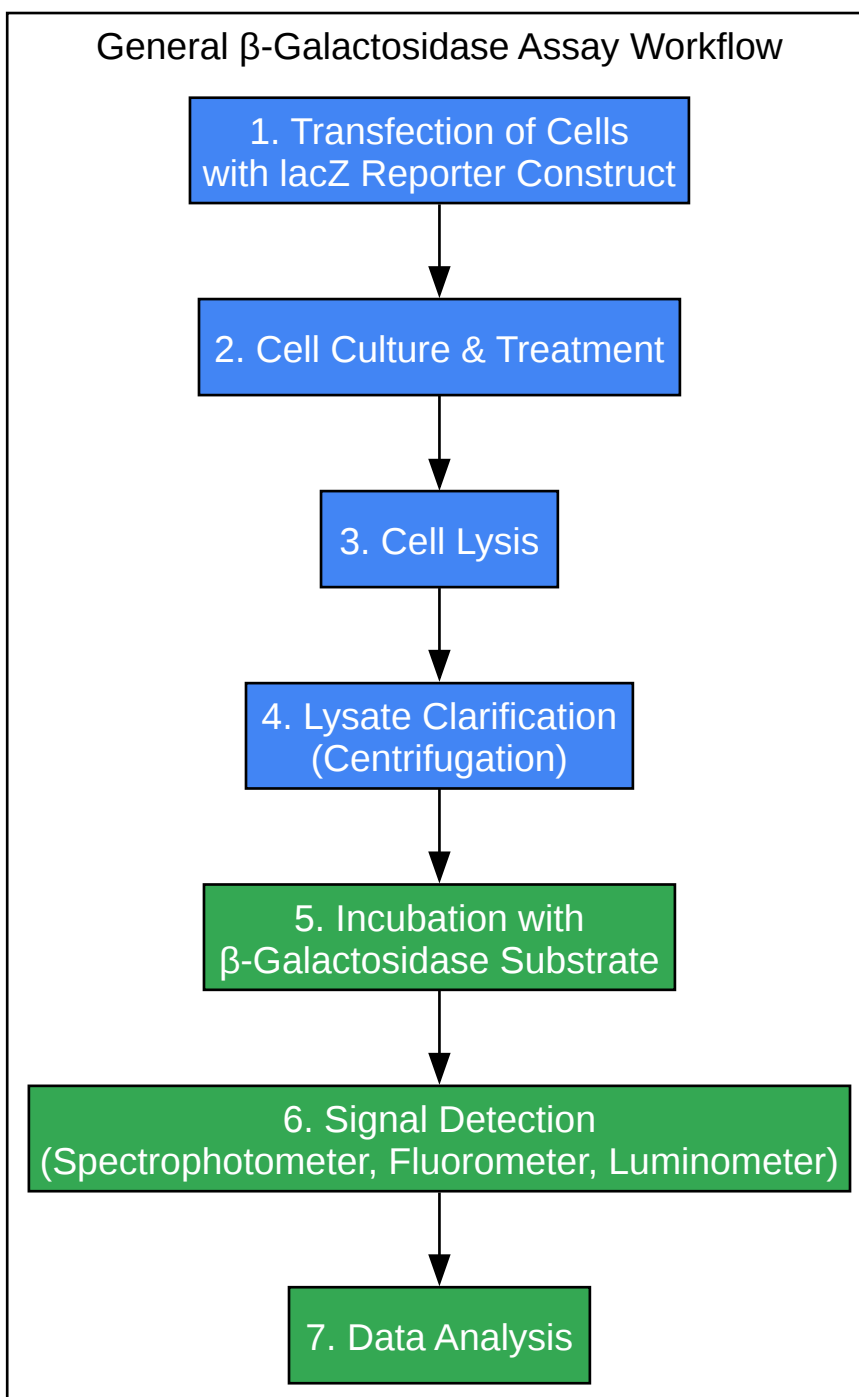 General β-Galactosidase Assay Workflow
1. Transfection of Cells
with lacZ Reporter Construct
2. Cell Culture & Treatment
3. Cell Lysis
4. Lysate Clarification
(Centrifugation)
5. Incubation with
β-Galactosidase Substrate
6. Signal Detection
(Spectrophotometer, Fluorometer, Luminometer)
7. Data Analysis